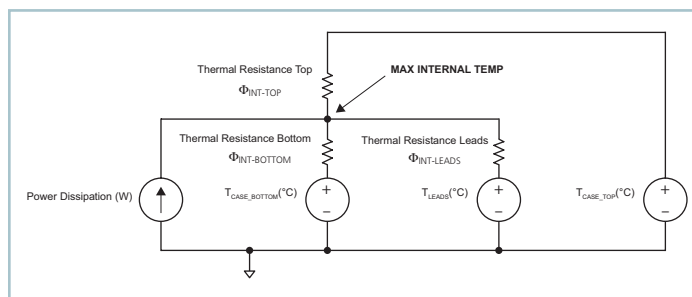 Thermal Resistance Top
MAX INTERNAL TEMP
ΦINT-TOP
Thermal Resistance Bottom
Thermal Resistance Leads
ΦINT-BOTTOM
ΦINT-LEADS
Power Dissipation (W)
TCASE_BOTTOM(°C)
+
–
TLEADS(°C)
+
–
TCASE_TOP(°C)
+
–